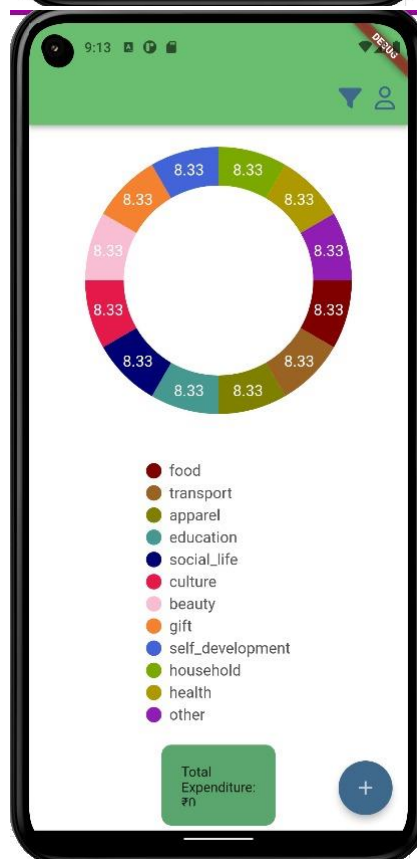 9:13
DEBUG
8.33 8.33
8.33 8.33
8.33 8.33
8.33 8.33
8.33 8.33
8.33 8.33
food
transport
apparel
education
social_life
culture
beauty
gift
self_development
household
health
other
Total
Expenditure:
₹0
+